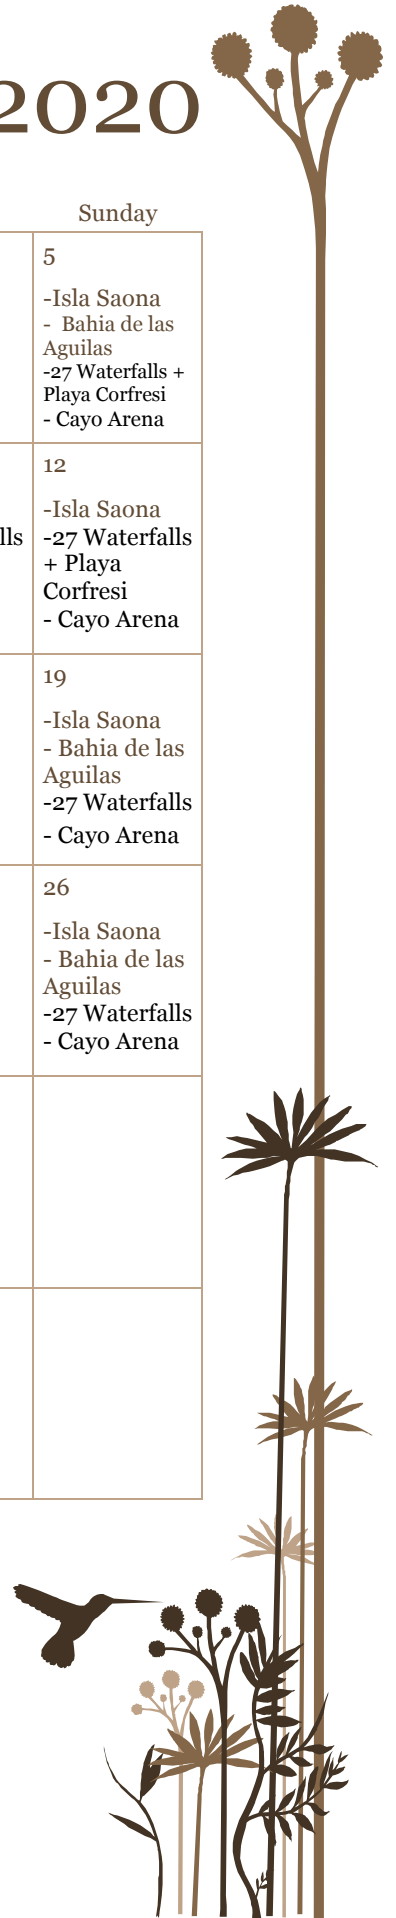 2020
Sunday
5
-Isla Saona
- Bahia de las
Aguilas
-27 Waterfalls +
Playa Corfresi
- Cayo Arena
12
-Isla Saona
lls -27 Waterfalls
+ Playa
Corfresi
- Cayo Arena
19
-Isla Saona
- Bahia de las
Aguilas
-27 Waterfalls
- Cayo Arena
26
-Isla Saona
- Bahia de las
Aguilas
-27 Waterfalls
- Cayo Arena